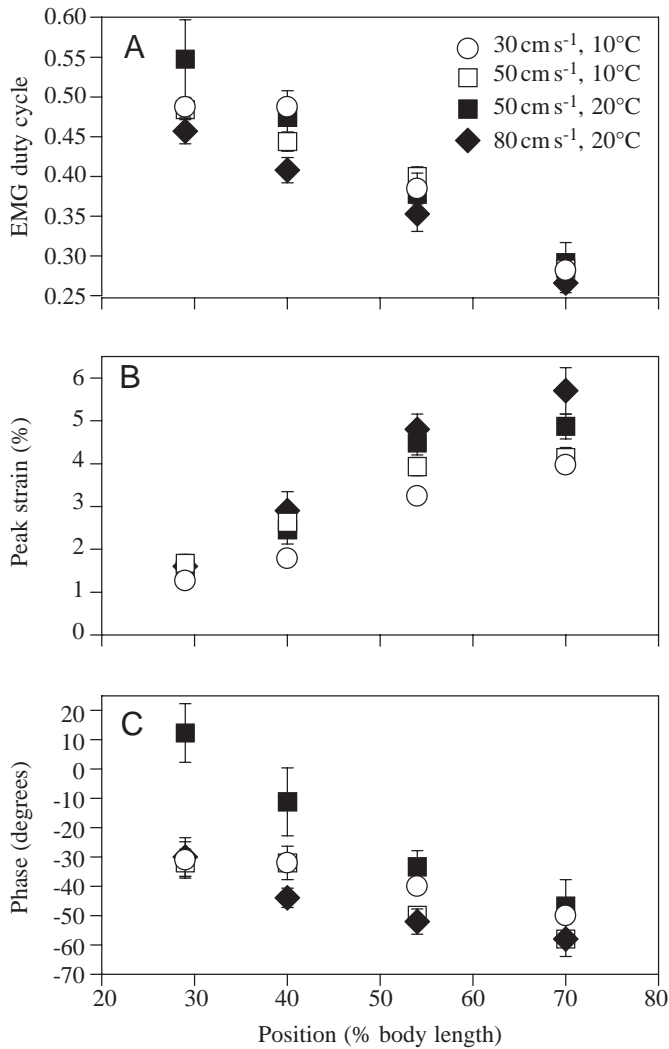 A
EMG duty cycle
0.60
0.55
0.50
0.45
0.40
0.35
0.30
0.25
30 cm s-1, 10°C
50 cm s-1, 10°C
50 cm s-1, 20°C
80 cm s-1, 20°C
B
Peak strain (%)
6
5
4
3
2
1
0
C
Phase (degrees)
20
10
0
-10
-20
-30
-40
-50
-60
-70
20 30 40 50 60 70 80
Position (% body length)